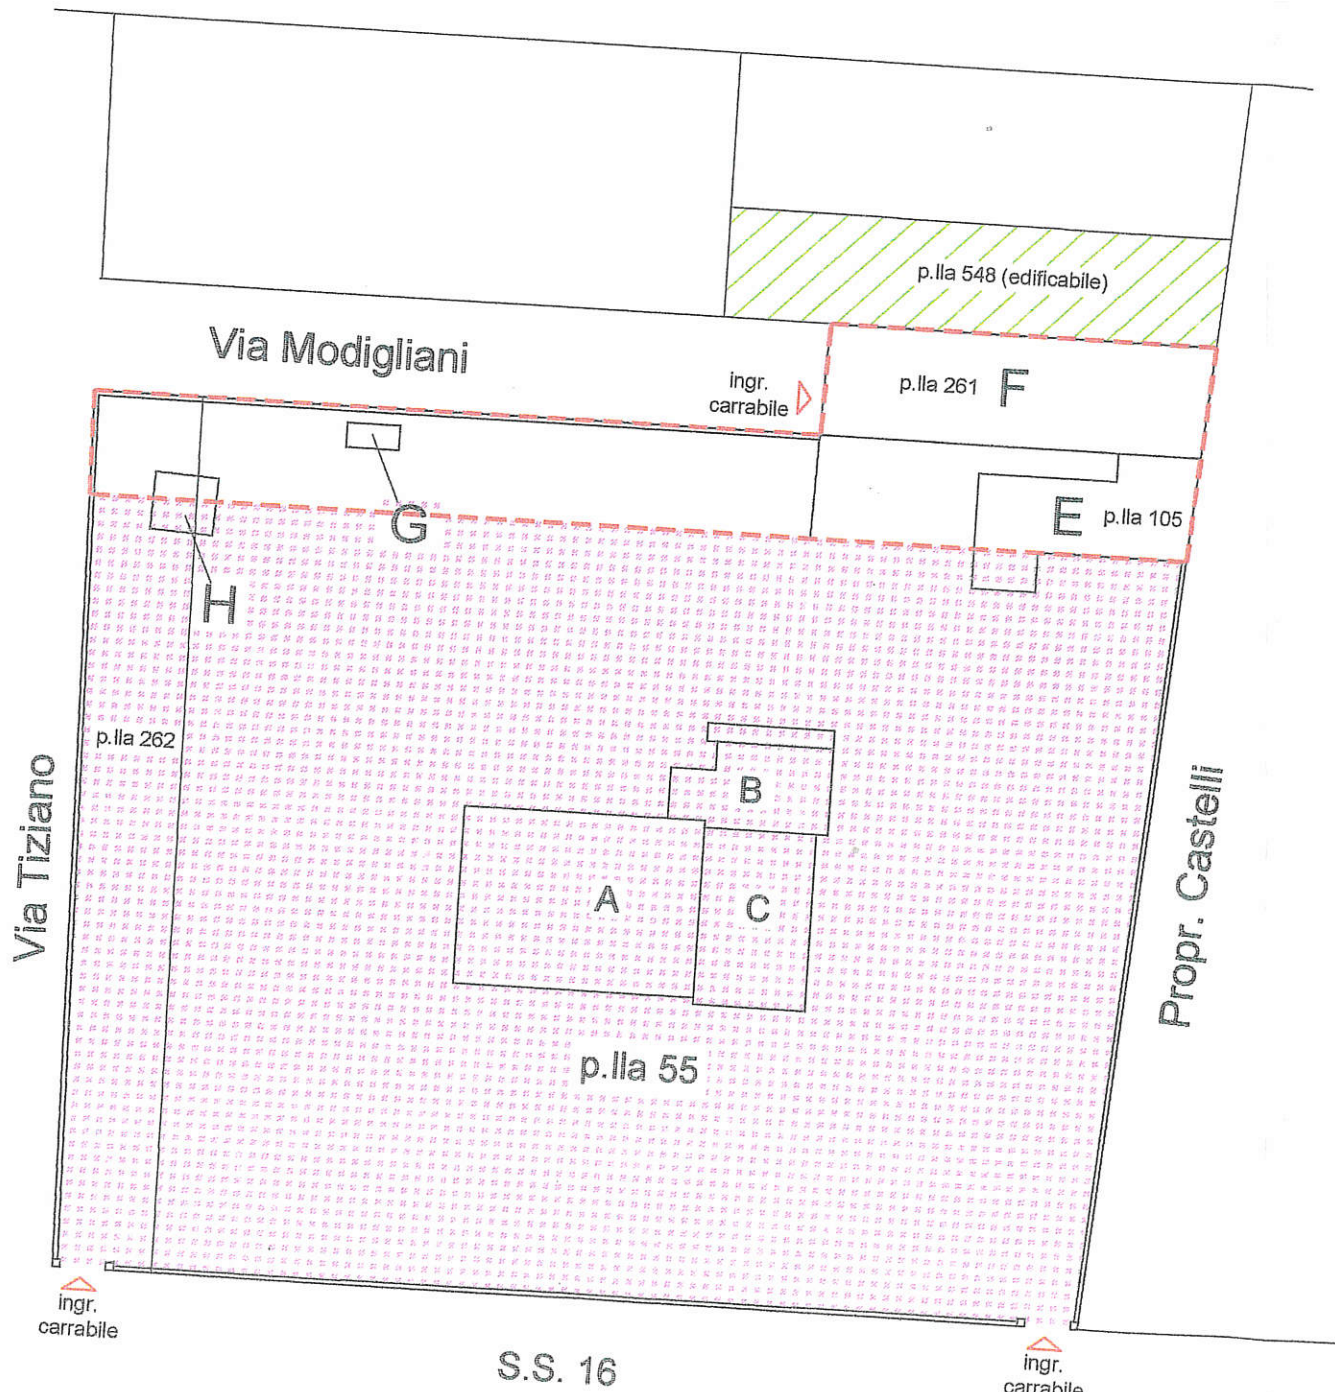 p.lla 548 (edificabile)
Via Modigliani
ingr.
carrabile
p.lla 261
F
G
E
p.lla 105
H
p.lla 262
B
Via Tiziano
A
C
Propr. Castelli
p.lla 55
ingr.
carrabile
S.S. 16
ingr.
carrabile